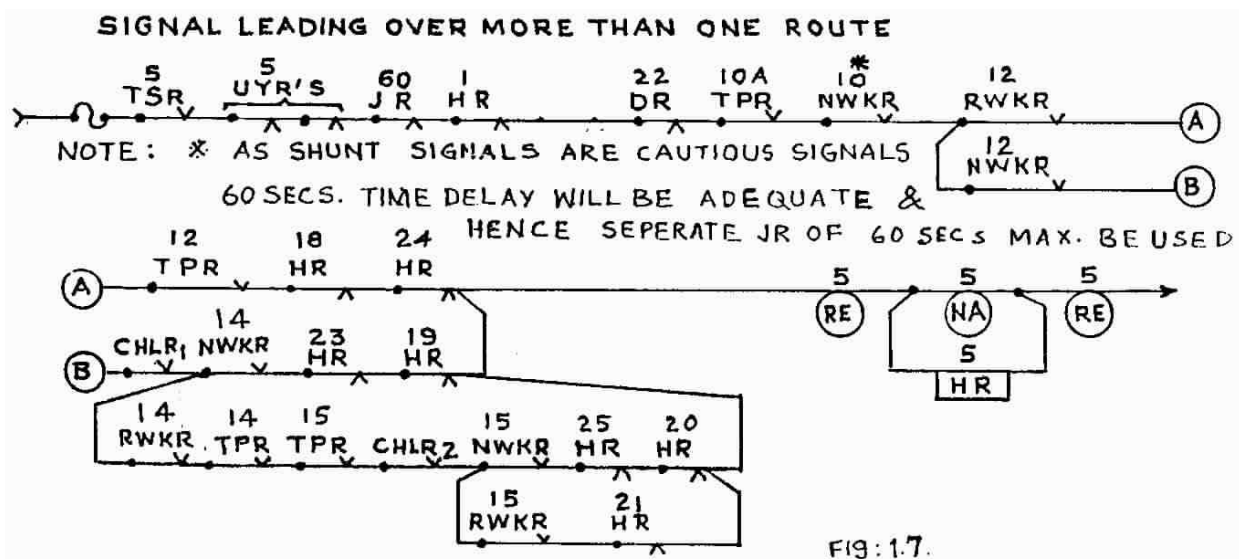 SIGNAL LEADING OVER MORE THAN ONE ROUTE
5 5 60 1 22 10A 10* 12
TSR UYR'S JR HR DR TPR NWKR RWKR
A
NOTE: * AS SHUNT SIGNALS ARE CAUTIOUS SIGNALS
12
NWKR
B
60 SECS. TIME DELAY WILL BE ADEQUATE &
HENCE SEPERATE JR OF 60 SECS MAX. BE USED
12 18 24
TPR HR HR
A
5 5 5
RE NA RE
5
HR
14 23 19
CHLR1 NWKR HR HR
B
14 14 15 15 25 20
RWKR TPR TPR CHLR2 NWKR HR HR
15 21
RWKR HR
FIG:1.7.